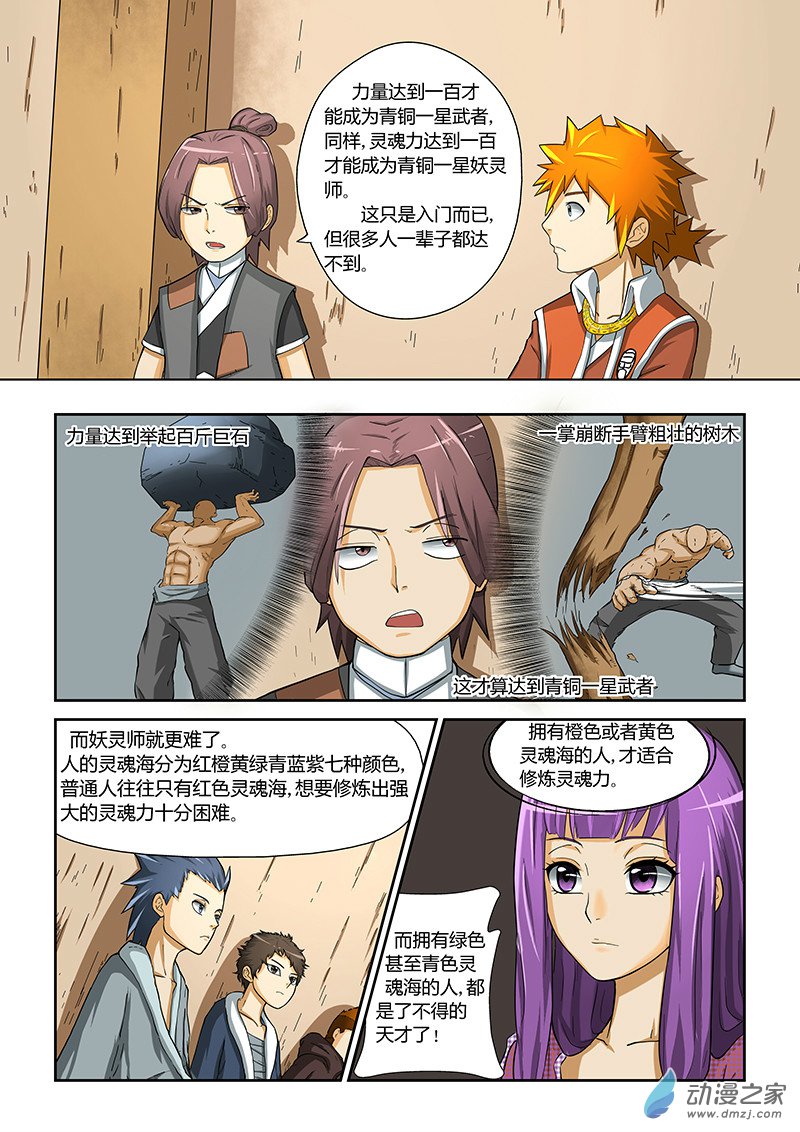 力量达到一百才
能成为青铜一星武者,
同样,灵魂力达到一百
才能成为青铜一星妖灵
师。
这只是入门而已,
但很多人一辈子都达
不到。
力量达到举起百斤巨石
一掌崩断手臂粗壮的树木
这才算达到青铜一星武者
而妖灵师就更难了。
人的灵魂海分为红橙黄绿青蓝紫七种颜色,
普通人往往只有红色灵魂海,想要修炼出强
大的灵魂力十分困难。
拥有橙色或者黄色
灵魂海的人,才适合
修炼灵魂力。
而拥有绿色
甚至青色灵
魂海的人,都
是了不得的
天才了!
动漫之家
www.dmzj.com